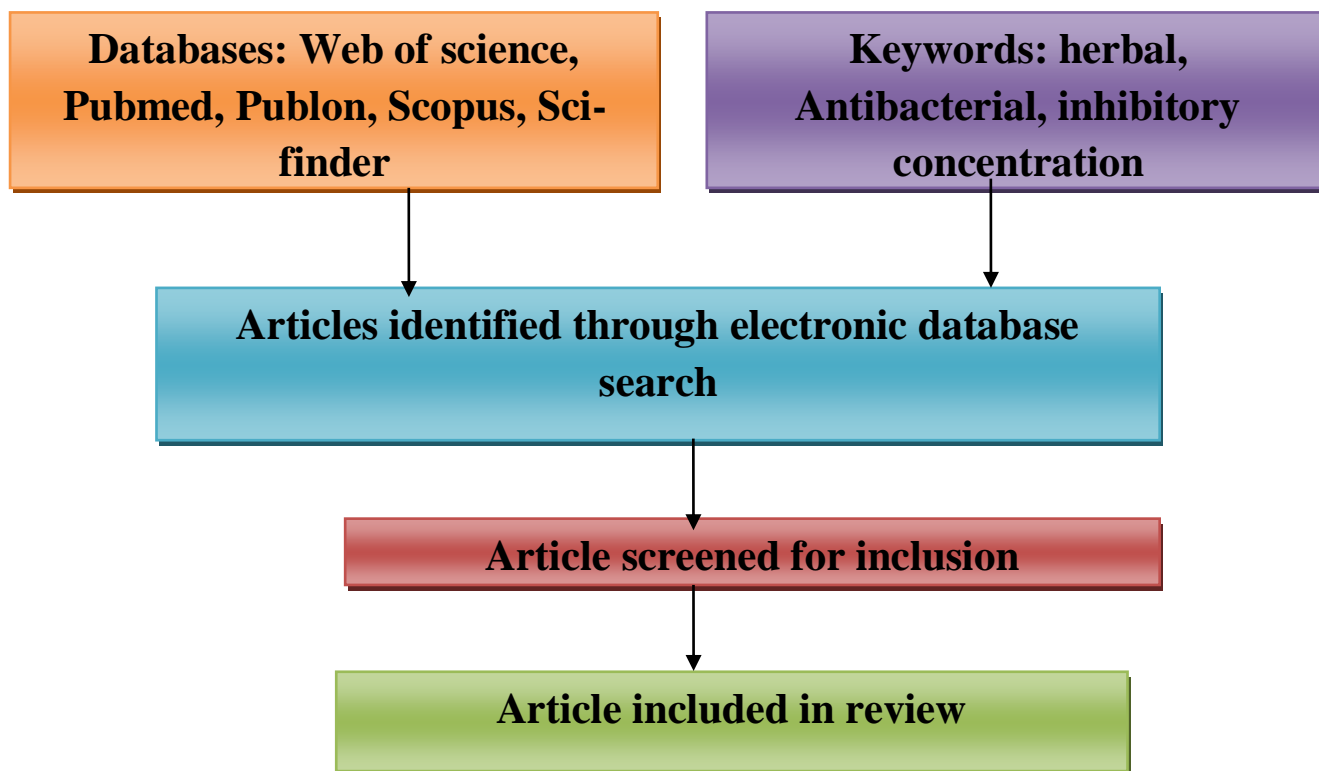 Databases: Web of science,
Pubmed, Publon, Scopus, Sci-
finder
Keywords: herbal,
Antibacterial, inhibitory
concentration
Articles identified through electronic database
search
Article screened for inclusion
Article included in review